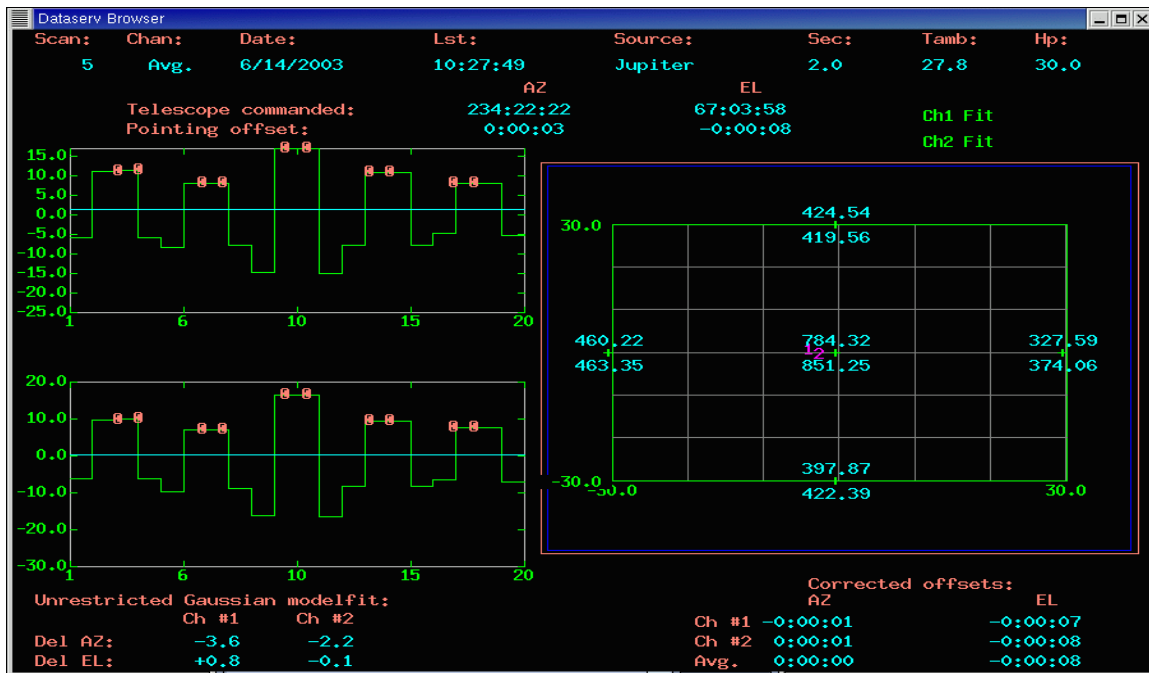 Dataserv Browser
Scan: Chan: Date: Lst: Source: Sec: Tamb: Hp:
5 Avg. 6/14/2003 10:27:49 Jupiter 2.0 27.8 30.0
AZ EL
Telescope commanded: 234:22:22 67:03:58
Pointing offset: 0:00:03 -0:00:08
Ch1 Fit
Ch2 Fit
15.0
10.0
5.0
0.0
-5.0
-10.0
-15.0
-20.0
-25.0
1 6 10 15 20
20.0
10.0
0.0
-10.0
-20.0
-30.0
1 6 10 15 20
30.0
424.54
419.56
460.22 784.32 327.59
1
2
463.35 851.25 374.06
397.87
-30.0
422.39
-30.0 30.0
Unrestricted Gaussian modelfit:
Ch #1 Ch #2
Del AZ: -3.6 -2.2
Del EL: +0.8 -0.1
Corrected offsets:
AZ EL
Ch #1 -0:00:01 -0:00:07
Ch #2 0:00:01 -0:00:08
Avg. 0:00:00 -0:00:08